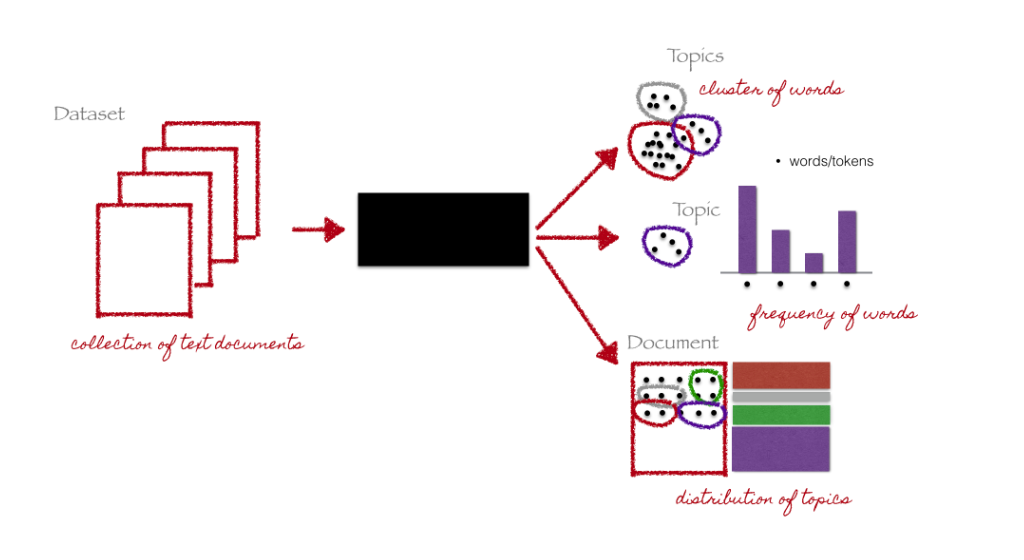 Topics
cluster of words
Dataset
• words/tokens
Topic
frequency of words
collection of text documents
Document
distribution of topics